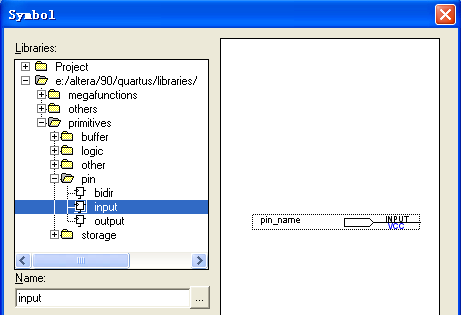 Symbol
Libraries:
Project
e:/altera/90/quartus/libraries/
megafunctions
others
primitives
buffer
logic
other
pin
bidir
input
output
storage
Name:
input
...
pin_name
INPUT
VCC